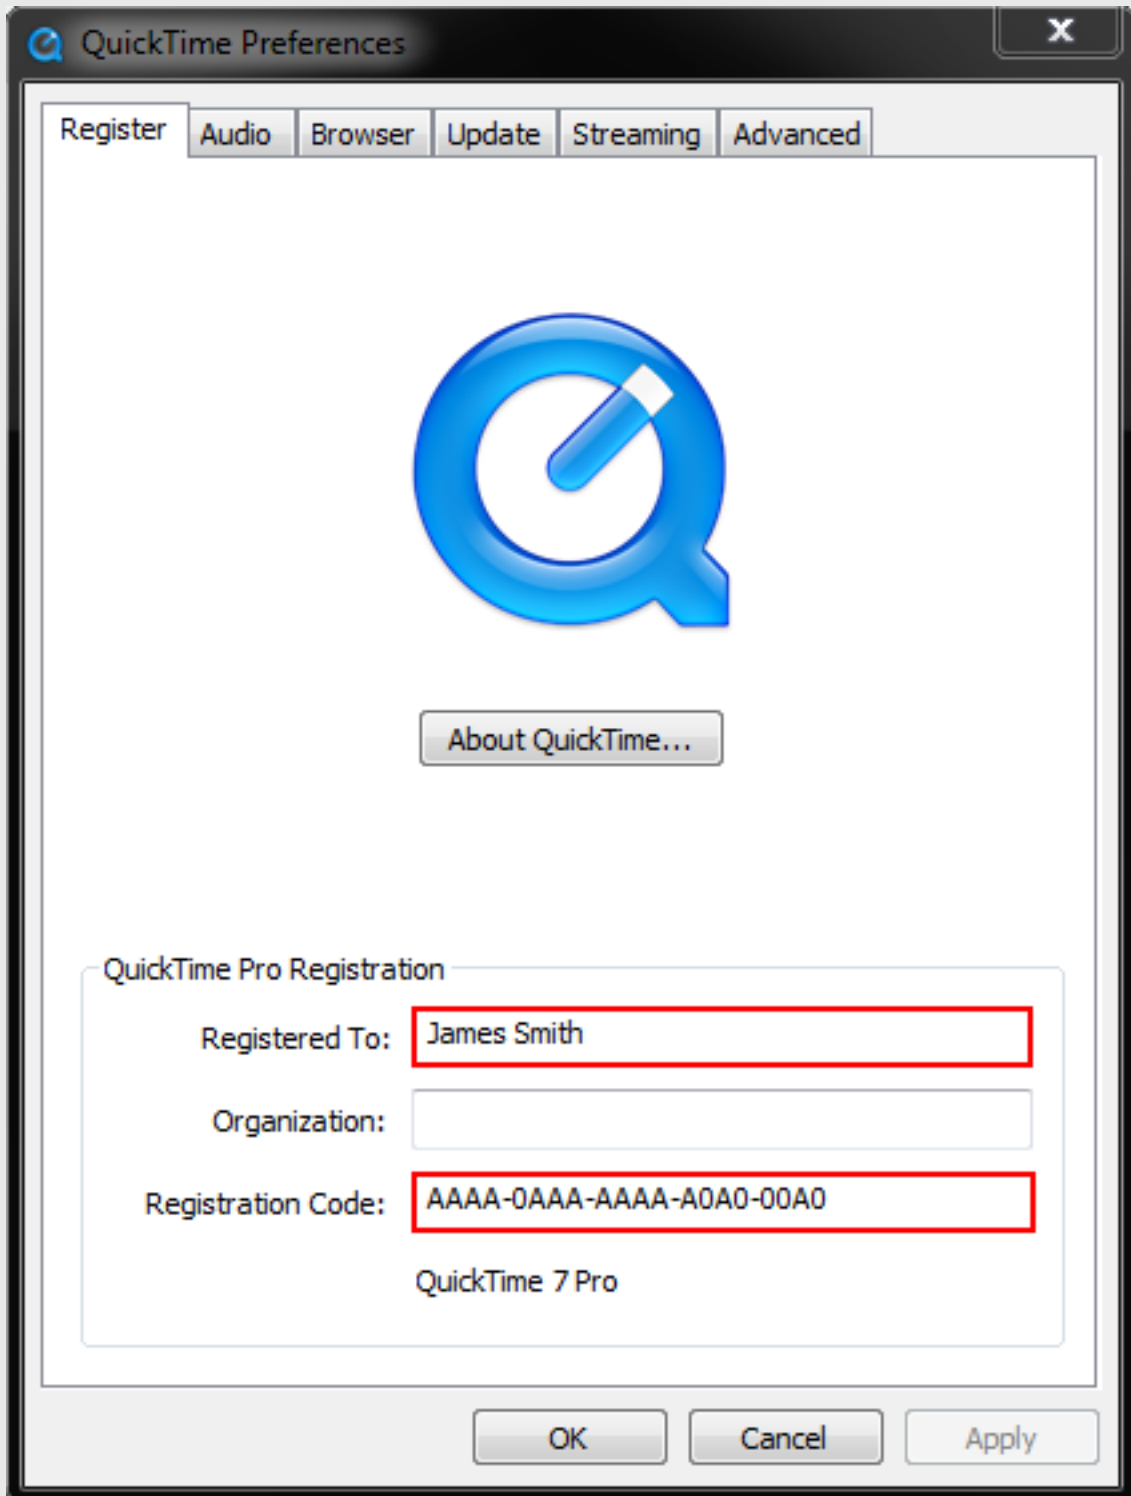 QuickTime Preferences
Register Audio Browser Update Streaming Advanced
About QuickTime...
QuickTime Pro Registration
Registered To: James Smith
Organization:
Registration Code: AAAA-0AAA-AAAA-A0A0-00A0
QuickTime 7 Pro
OK Cancel Apply